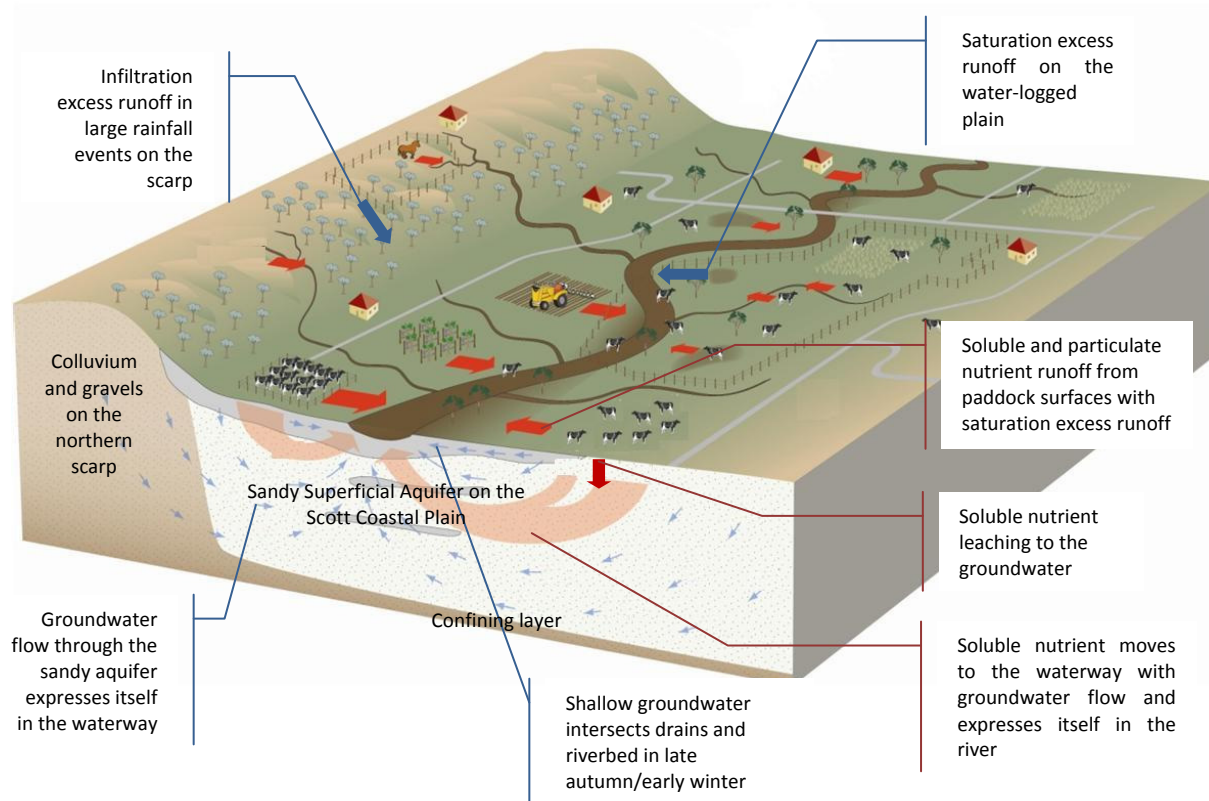 Infiltration
excess runoff in
large rainfall
events on the
scarp
Saturation excess
runoff on the
water-logged
plain
Colluvium
and gravels
on the
northern
scarp
Soluble and particulate
nutrient runoff from
paddock surfaces with
saturation excess runoff
Sandy Superficial Aquifer on the
Scott Coastal Plain
Soluble nutrient
leaching to the
groundwater
Confining layer
Groundwater
flow through the
sandy aquifer
expresses itself
in the waterway
Shallow groundwater
intersects drains and
riverbed in late
autumn/early winter
Soluble nutrient moves
to the waterway with
groundwater flow and
expresses itself in the
river